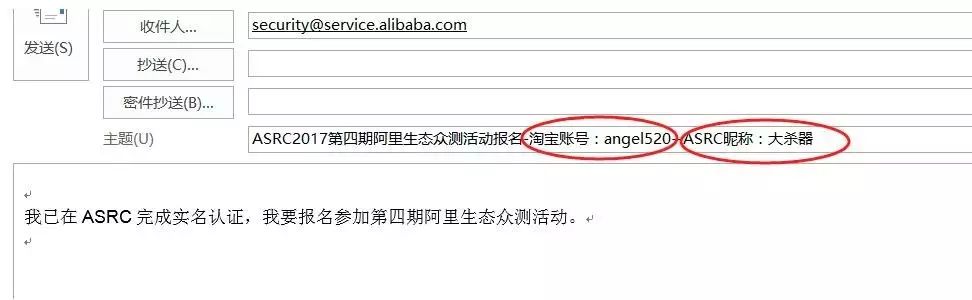 发送(S)
收件人...
security@service.alibaba.com
抄送(C)...
密件抄送(B)...
主题(U)
ASRC2017第四期阿里生态众测活动报名-淘宝账号：angel520--ASRC昵称：大杀器
我已在 ASRC 完成实名认证，我要报名参加第四期阿里生态众测活动。